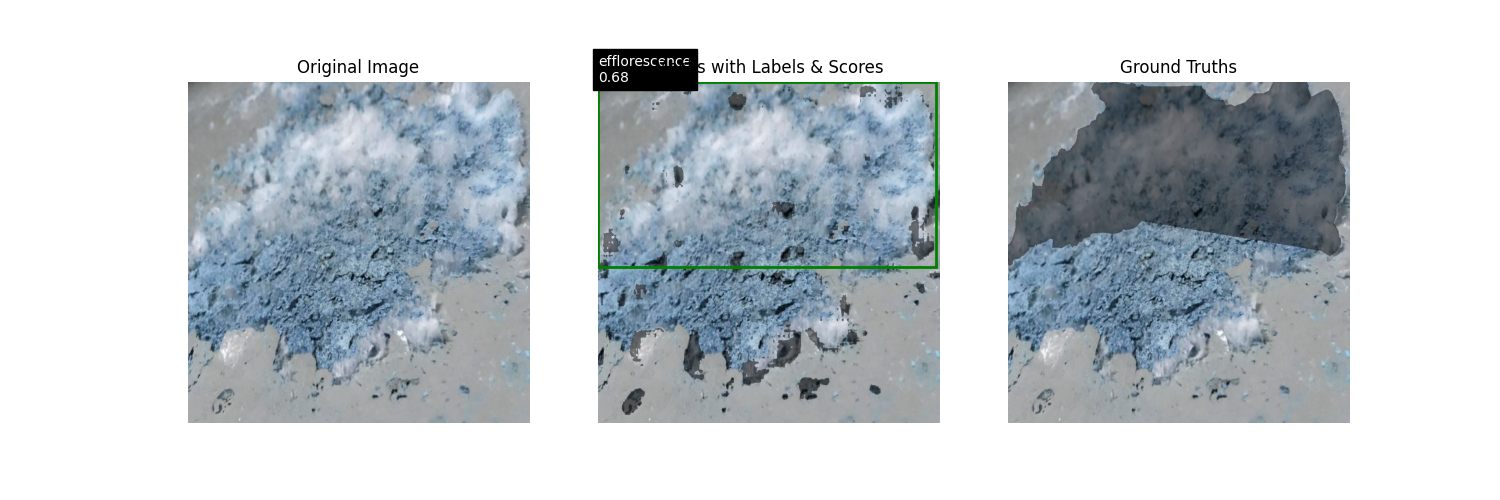 Original Image
efflorescence
0.68
s with Labels & Scores
Ground Truths